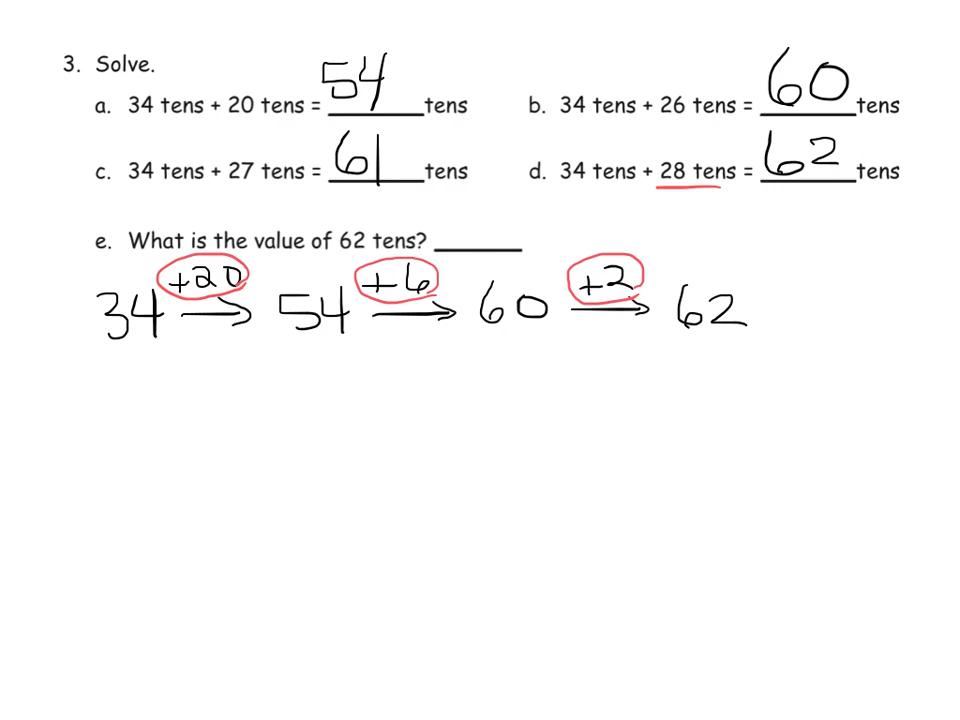 3. Solve.
a. 34 tens + 20 tens = 54 tens
b. 34 tens + 26 tens = 60 tens
c. 34 tens + 27 tens = 61 tens
d. 34 tens + 28 tens = 62 tens
e. What is the value of 62 tens? ______
+20 +6 +2
34 → 54 → 60 → 62